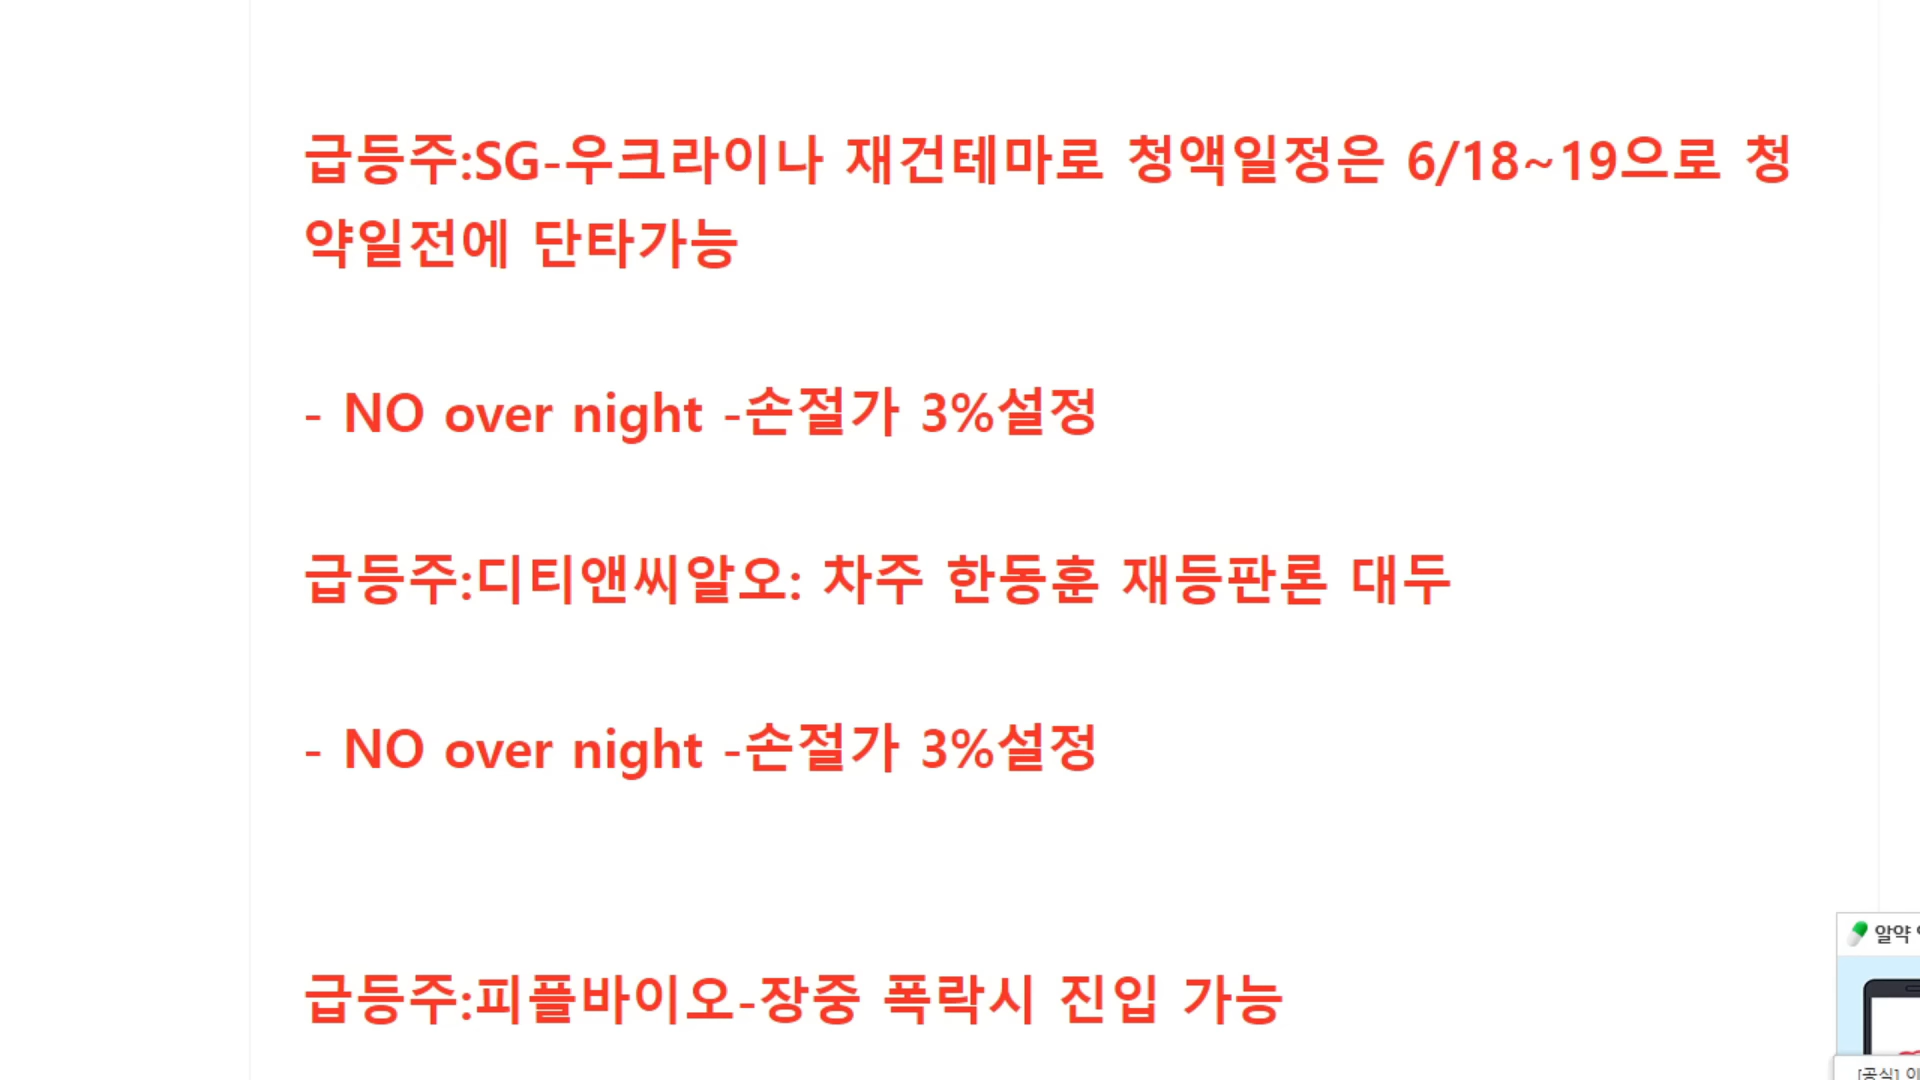 급등주:SG-우크라이나 재건테마로 청액일정은 6/18~19으로 청
약일전에 단타가능
- NO over night -손절가 3%설정
급등주:디티앤씨알오: 차주 한동훈 재등판론 대두
- NO over night -손절가 3%설정
급등주:피플바이오-장중 폭락시 진입 가능
알약
[공식] 이